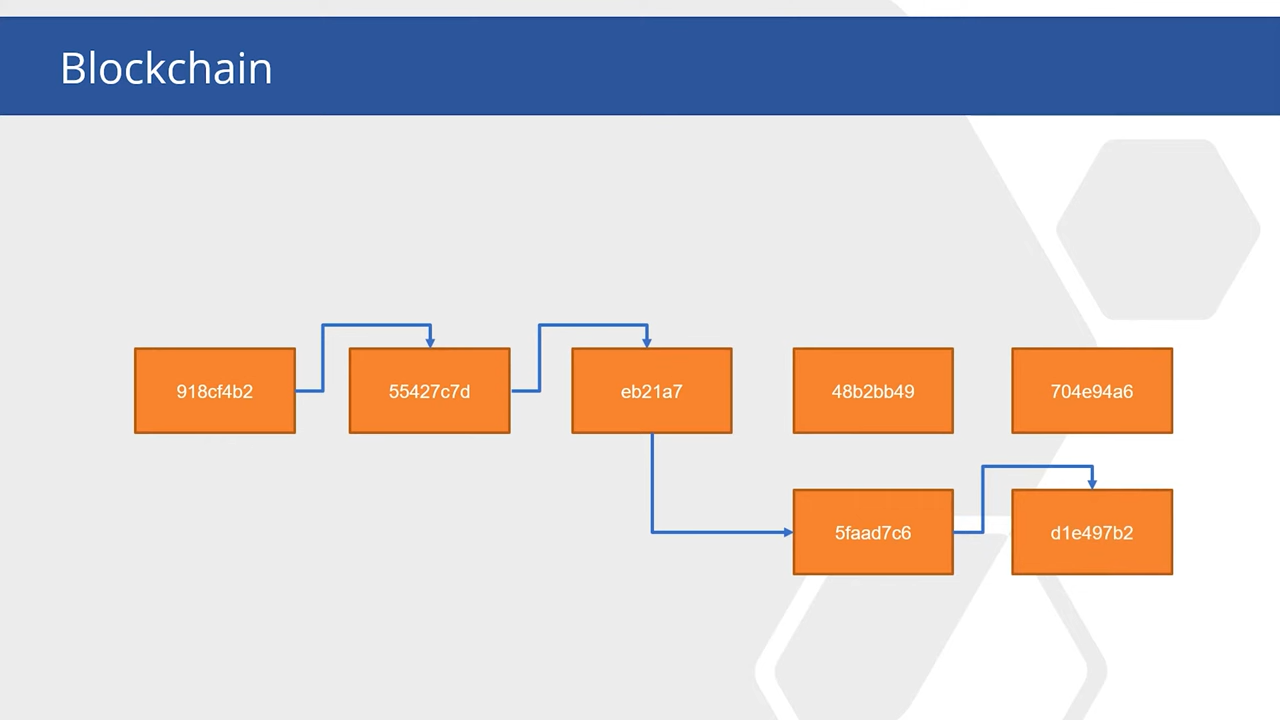 Blockchain
918cf4b2
55427c7d
eb21a7
48b2bb49
704e94a6
5faad7c6
d1e497b2